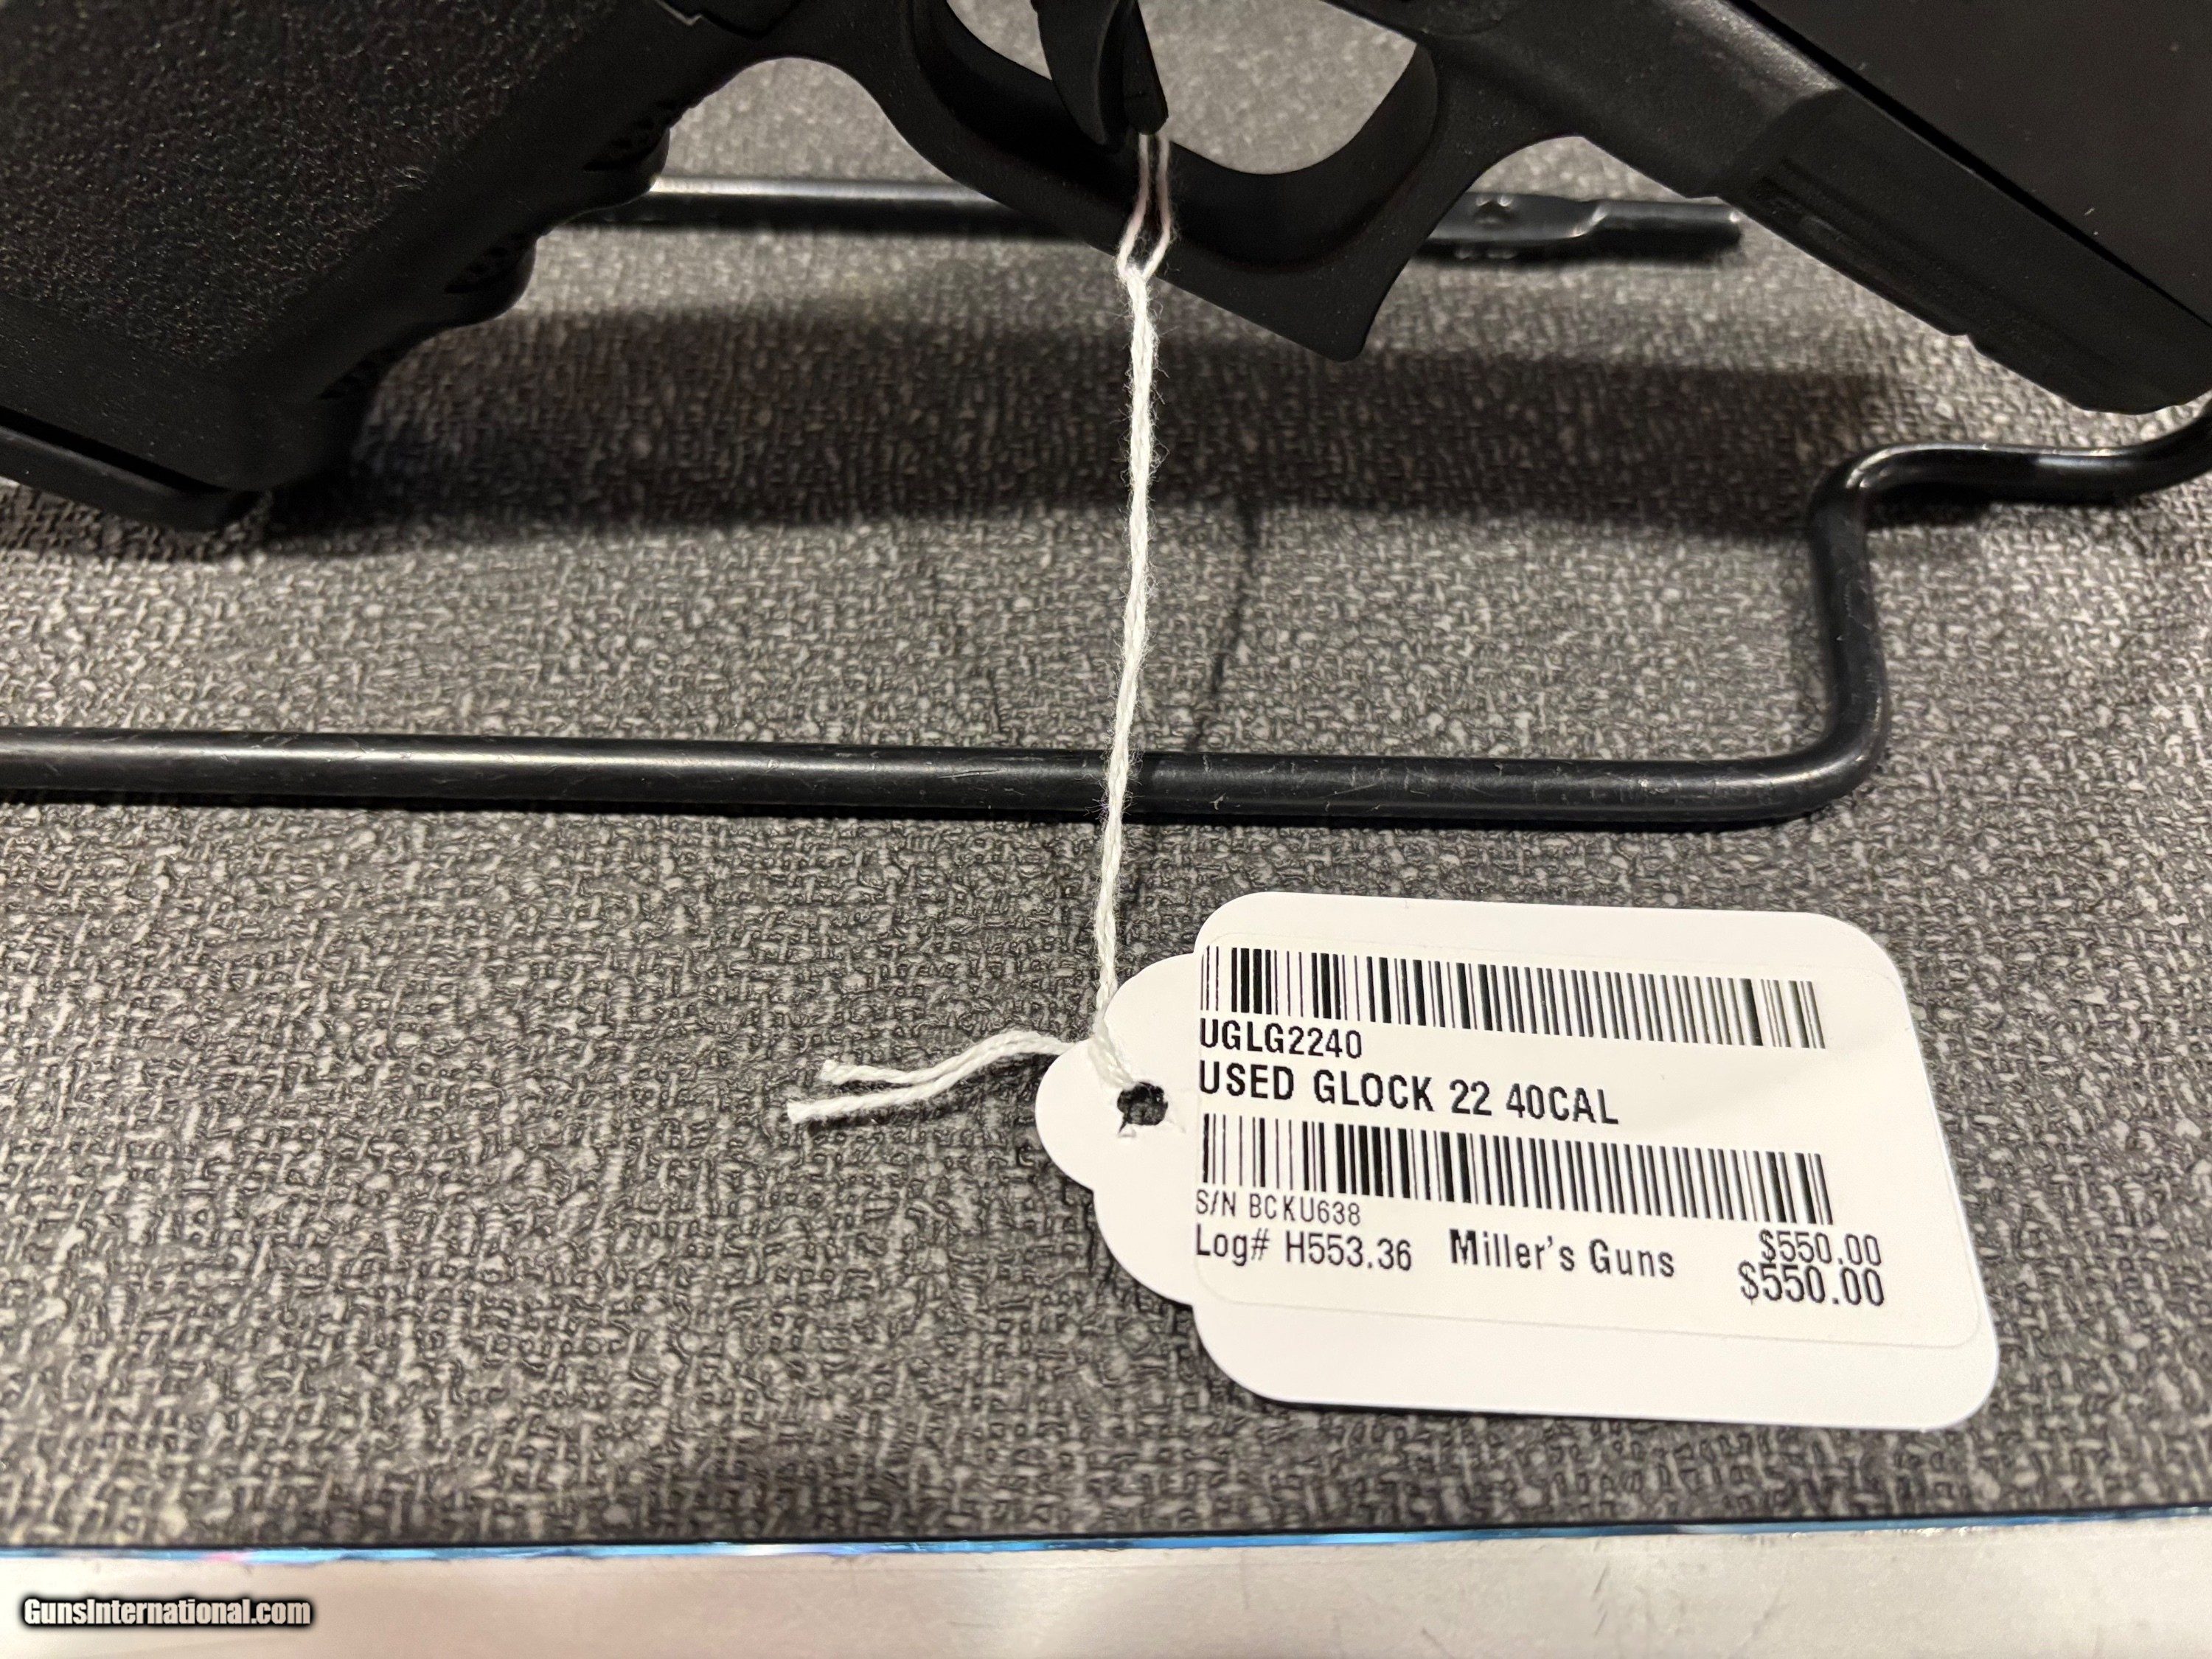 UGLG2240
USED GLOCK 22 40CAL
S/N BCKU638
Log# H553.36 Miller's Guns $550.00
$550.00
GunsInternational.com